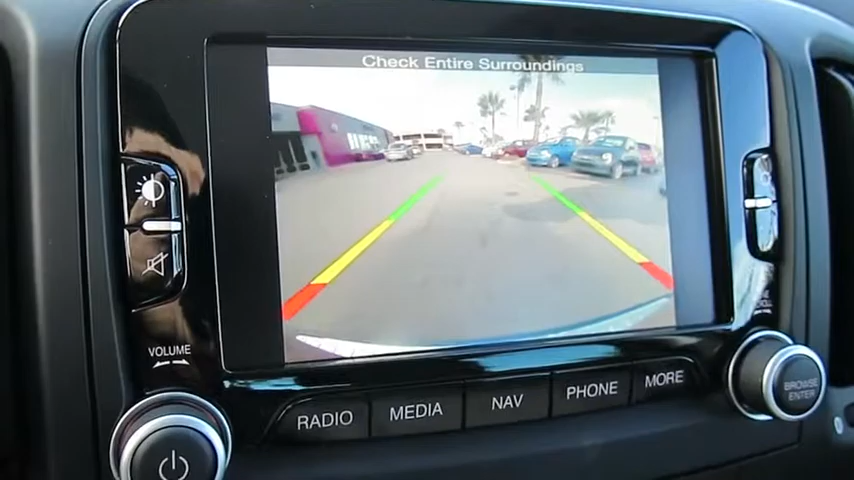 Check Entire Surroundings
VOLUME
RADIO
MEDIA
NAV
PHONE
MORE
BROWSE
ENTER